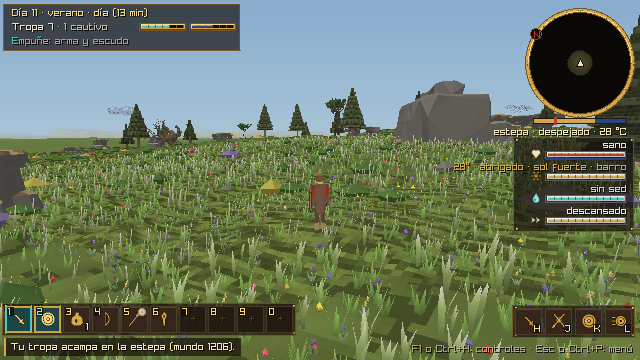 Día 11 · verano · día (13 min)
Tropa 7 · 1 cautivo
Empuñe: arma y escudo
N
estepa · despejado · 28 °C
sano
28° · abrigado · sol fuerte · barro
sin sed
descansado
1 2 3 4 5 6 7 8 9 0
1
H J K L
Tu tropa acampa en la estepa (mundo 1206).
F1 o Ctrl+H: controles · Esc o Ctrl+P: menú